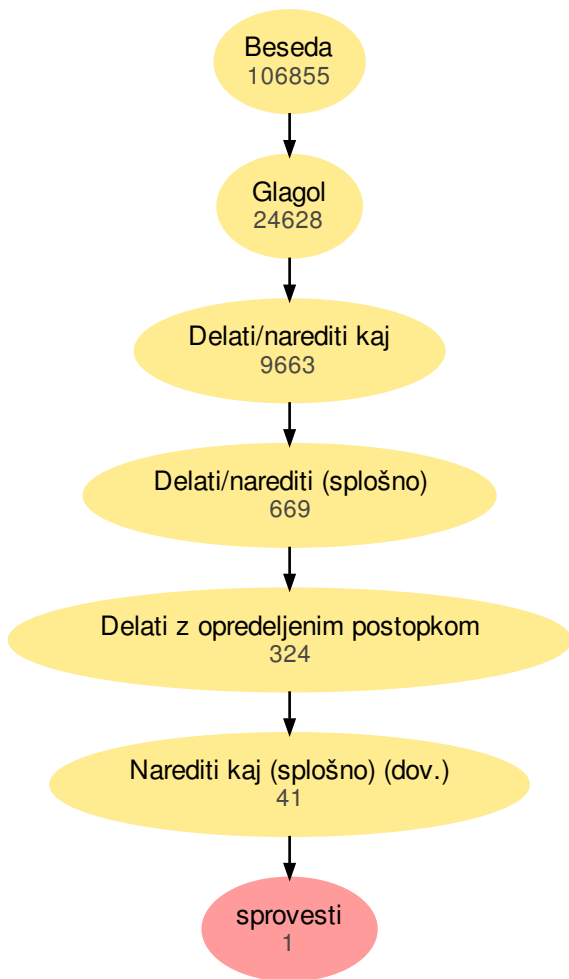 Beseda
106855
Glagol
24628
Delati/narediti kaj
9663
Delati/narediti (splošno)
669
Delati z opredeljenim postopkom
324
Narediti kaj (splošno) (dov.)
41
sprovesti
1